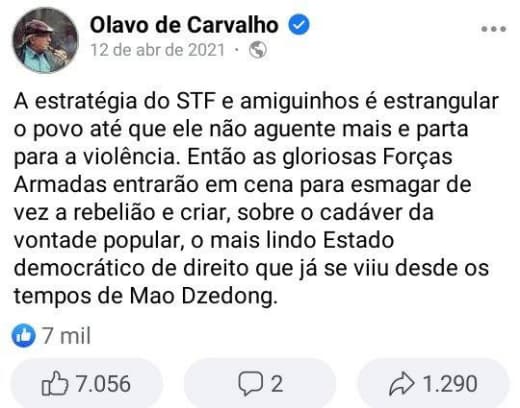 Olavo de Carvalho
12 de abr de 2021 ·
A estratégia do STF e amiguinhos é estrangular
o povo até que ele não aguente mais e parta
para a violência. Então as gloriosas Forças
Armadas entrarão em cena para esmagar de
vez a rebelião e criar, sobre o cadáver da
vontade popular, o mais lindo Estado
democrático de direito que já se viiu desde os
tempos de Mao Dzedong.
7 mil
7.056 2 1.290